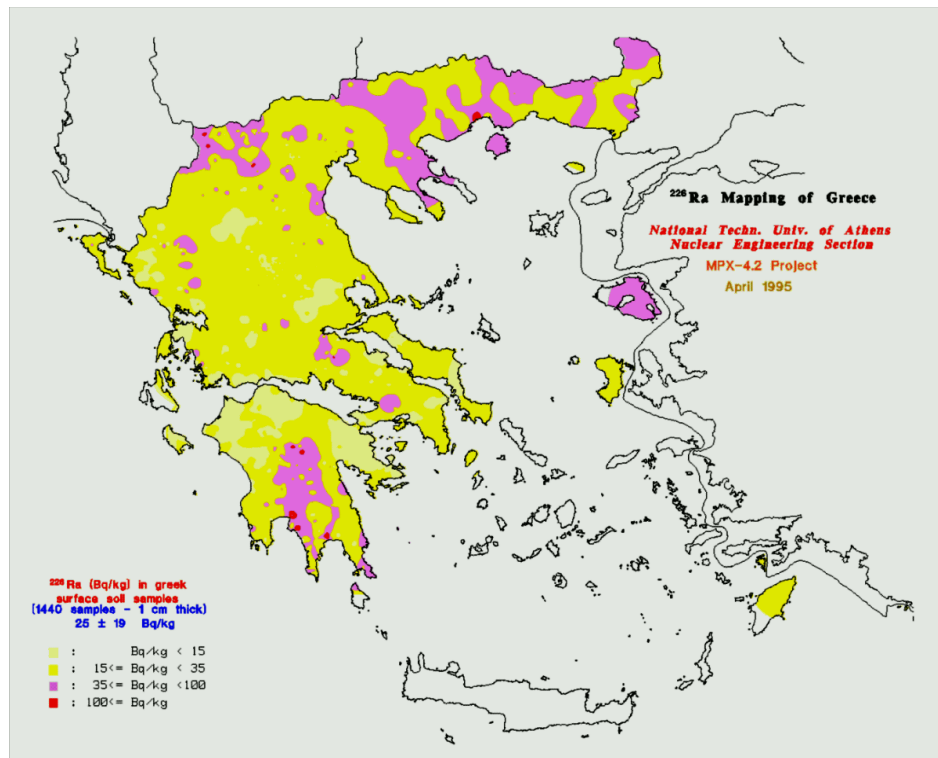 226Ra Mapping of Greece
National Techn. Univ. of Athens
Nuclear Engineering Section
MPX-4.2 Project
April 1995
226Ra (Bq/kg) in greek
surface soil samples
(1440 samples - 1 cm thick)
25 ± 19 Bq/kg
: Bq/kg < 15
: 15<= Bq/kg < 35
: 35<= Bq/kg <100
: 100<= Bq/kg